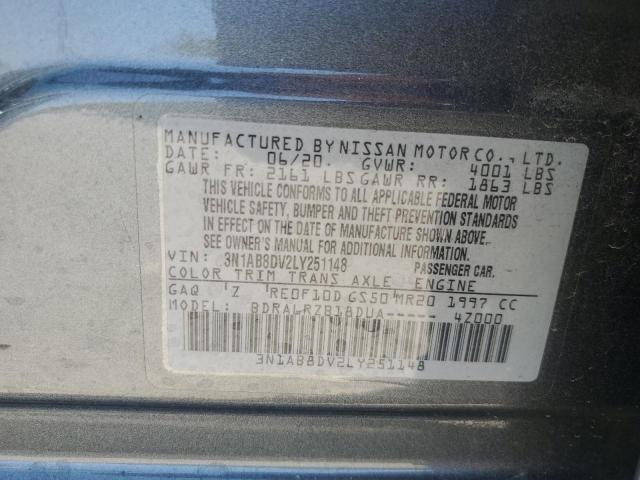 MANUFACTURED BY NISSAN MOTOR CO., LTD.
DATE: 06/20. GVWR: 4001 LBS
GAWR FR: 2161 LBS GAWR RR: 1863 LBS
THIS VEHICLE CONFORMS TO ALL APPLICABLE FEDERAL MOTOR
VEHICLE SAFETY, BUMPER AND THEFT PREVENTION STANDARDS
IN EFFECT ON THE DATE OF MANUFACTURE SHOWN ABOVE.
SEE OWNER'S MANUAL FOR ADDITIONAL INFORMATION.
VIN: 3N1AB8DV2LY251148 PASSENGER CAR.
COLOR TRIM TRANS AXLE ENGINE
GAQ Z RE0F10D GS50 MR20 1997 CC
BDRALRZB18DUA----- 4Z000
3N1AB8DV2LY251148